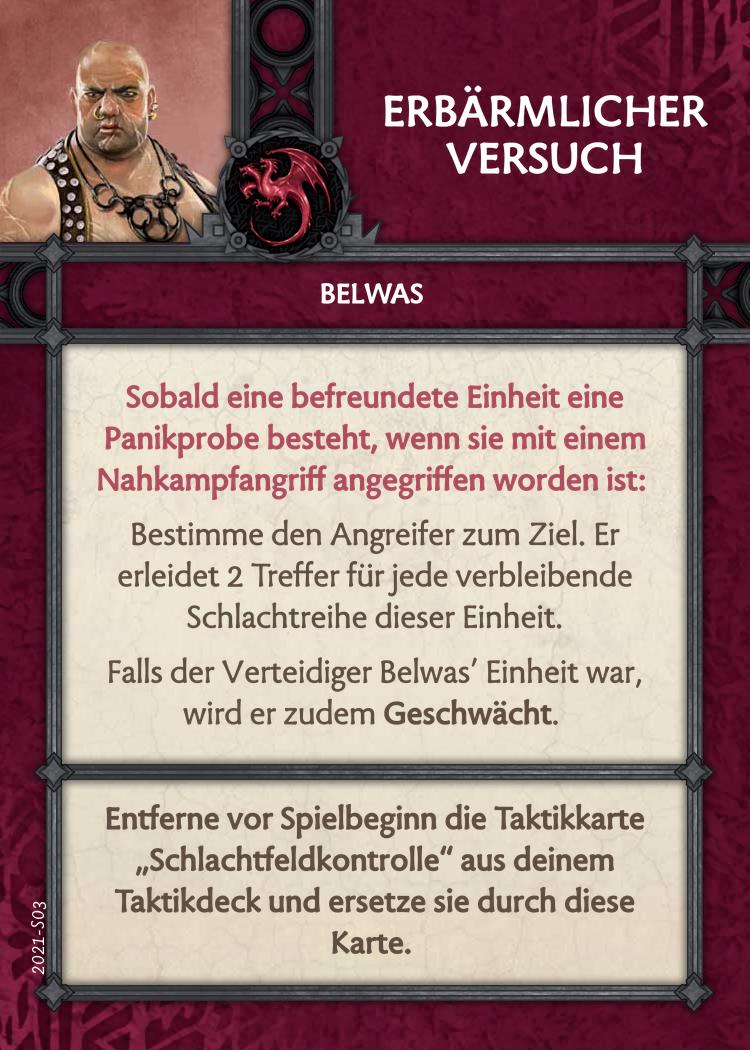 ERBÄRMLICHER
VERSUCH
BELWAS
Sobald eine befreundete Einheit eine
Panikprobe besteht, wenn sie mit einem
Nahkampfangriff angegriffen worden ist:
Bestimme den Angreifer zum Ziel. Er
erleidet 2 Treffer für jede verbleibende
Schlachtreihe dieser Einheit.
Falls der Verteidiger Belwas’ Einheit war,
wird er zudem Geschwächt.
Entferne vor Spielbeginn die Taktikkarte
„Schlachtfeldkontrolle“ aus deinem
Taktikdeck und ersetze sie durch diese
Karte.
2021-S03